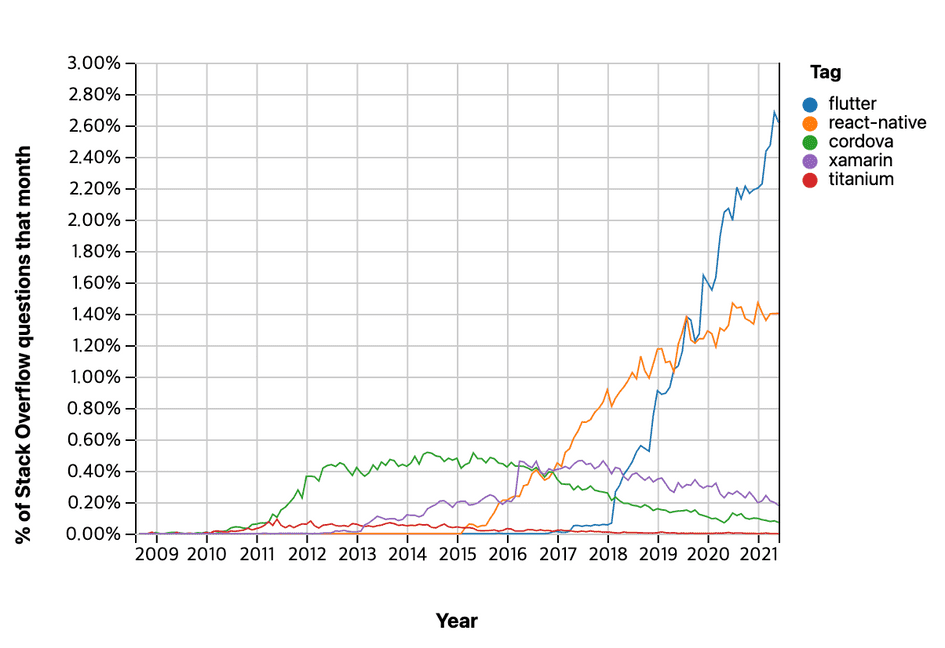 % of Stack Overflow questions that month
3.00%
2.80%
2.60%
2.40%
2.20%
2.00%
1.80%
1.60%
1.40%
1.20%
1.00%
0.80%
0.60%
0.40%
0.20%
0.00%
2009 2010 2011 2012 2013 2014 2015 2016 2017 2018 2019 2020 2021
Year
Tag
flutter
react-native
cordova
xamarin
titanium